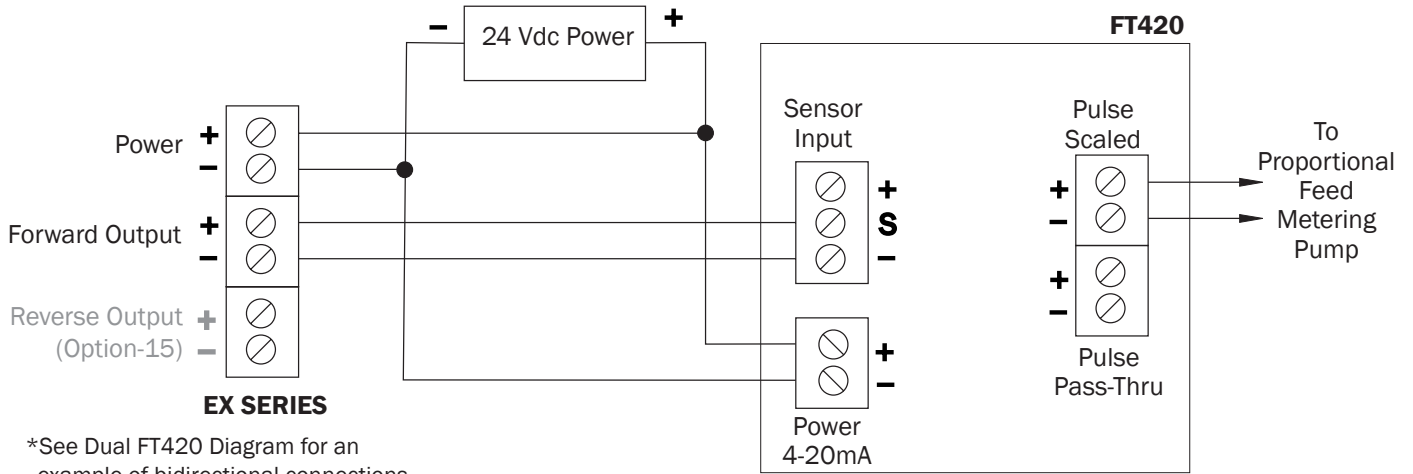 − 24 Vdc Power +
FT420
Power + −
Forward Output + −
Reverse Output +
(Option-15) −
EX SERIES
*See Dual FT420 Diagram for an
example of bidirectional connections
Sensor
Input
+
S
−
+
−
Power
4-20mA
Pulse
Scaled
+
−
+
−
Pulse
Pass-Thru
To
Proportional
Feed
Metering
Pump